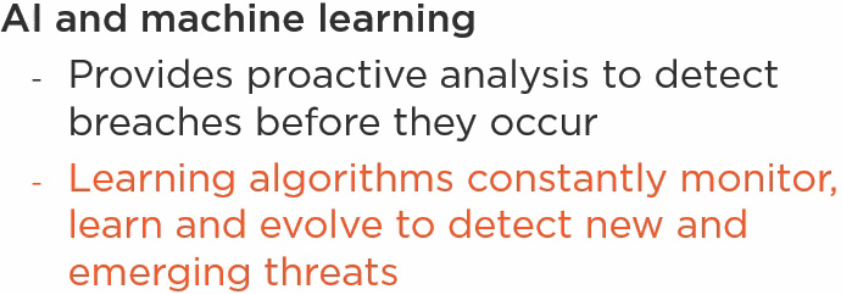 AI and machine learning
- Provides proactive analysis to detect
breaches before they occur
- Learning algorithms constantly monitor,
learn and evolve to detect new and
emerging threats